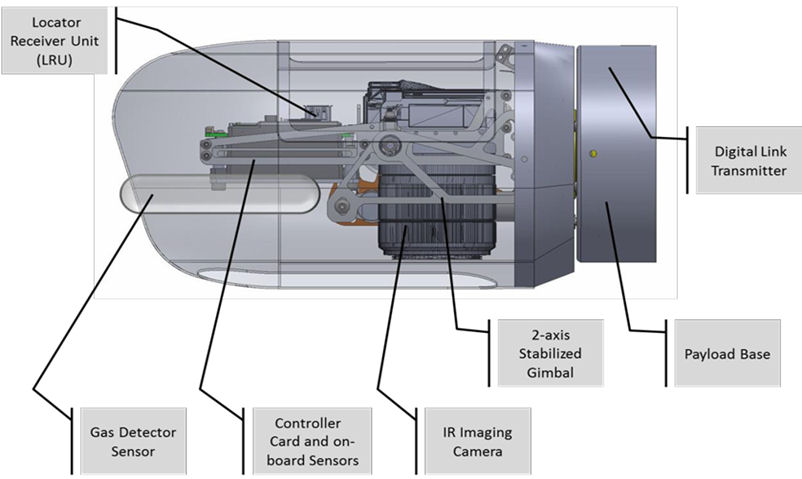 Locator
Receiver Unit
(LRU)
Digital Link
Transmitter
2-axis
Stabilized
Gimbal
Payload Base
Gas Detector
Sensor
Controller
Card and on-
board Sensors
IR Imaging
Camera